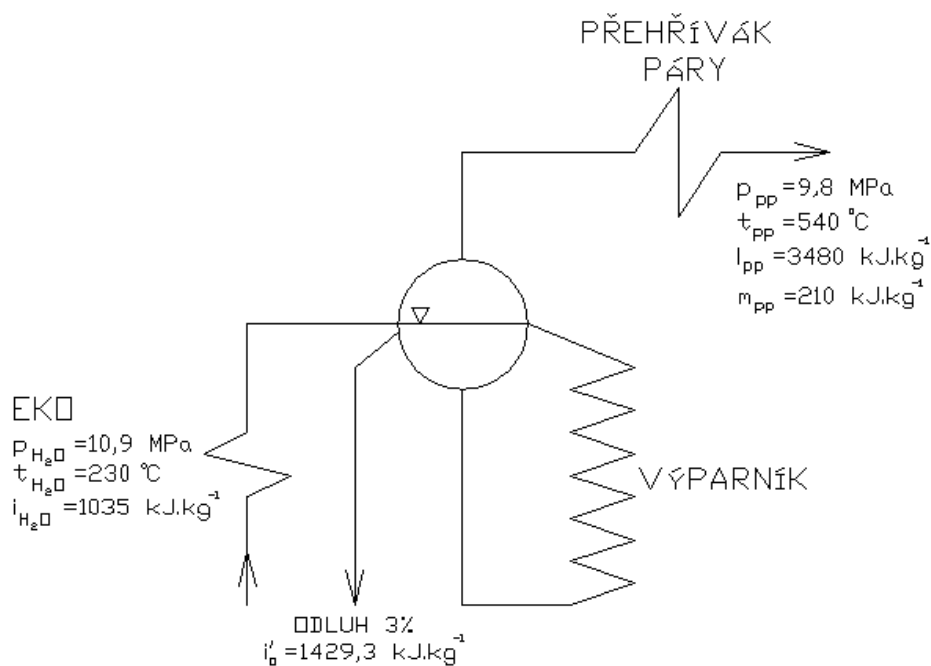 PŘEHŘÍVÁK
PÁRY
p_pp=9,8 MPa
t_pp=540 °C
I_pp=3480 kJ.kg⁻¹
m_pp=210 kJ.kg⁻¹
EKO
p_H₂O=10,9 MPa
t_H₂O=230 °C
i_H₂O=1035 kJ.kg⁻¹
VÝPARNÍK
ODLUH 3%
i'_o=1429,3 kJ.kg⁻¹